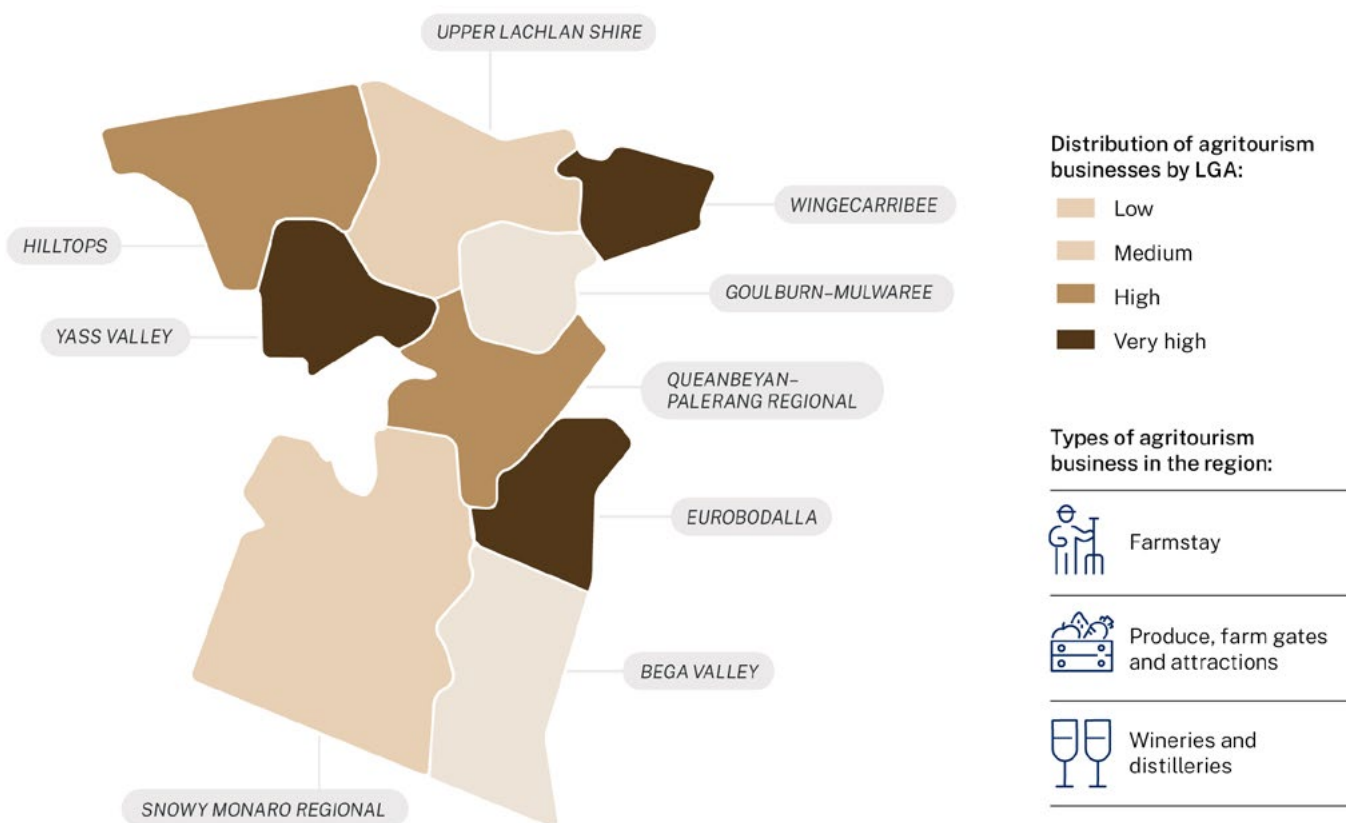 UPPER LACHLAN SHIRE
WINGECARRIBEE
HILLTOPS
GOULBURN–MULWAREE
YASS VALLEY
QUEANBEYAN–
PALERANG REGIONAL
EUROBODALLA
BEGA VALLEY
SNOWY MONARO REGIONAL
Distribution of agritourism
businesses by LGA:
Low
Medium
High
Very high
Types of agritourism
business in the region:
Farmstay
Produce, farm gates
and attractions
Wineries and
distilleries